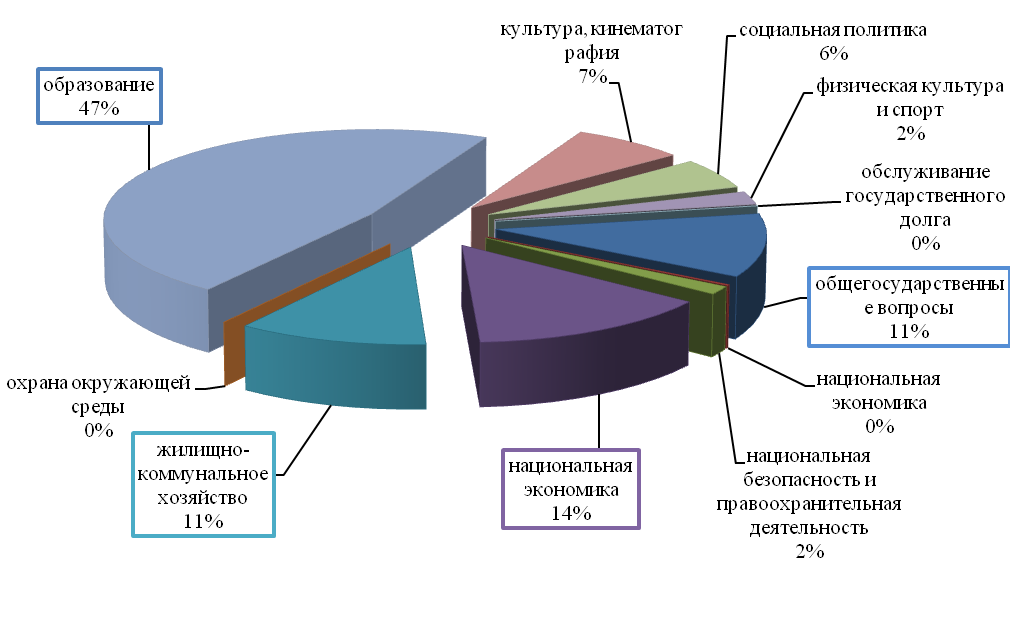 культура, кинематог
рафия
7%
социальная политика
6%
образование
47%
физическая культура
и спорт
2%
обслуживание
государственного
долга
0%
общегосударственны
е вопросы
11%
национальная
экономика
0%
охрана окружающей
среды
0%
жилищно-
коммунальное
хозяйство
11%
национальная
экономика
14%
национальная
безопасность и
правоохранительная
деятельность
2%